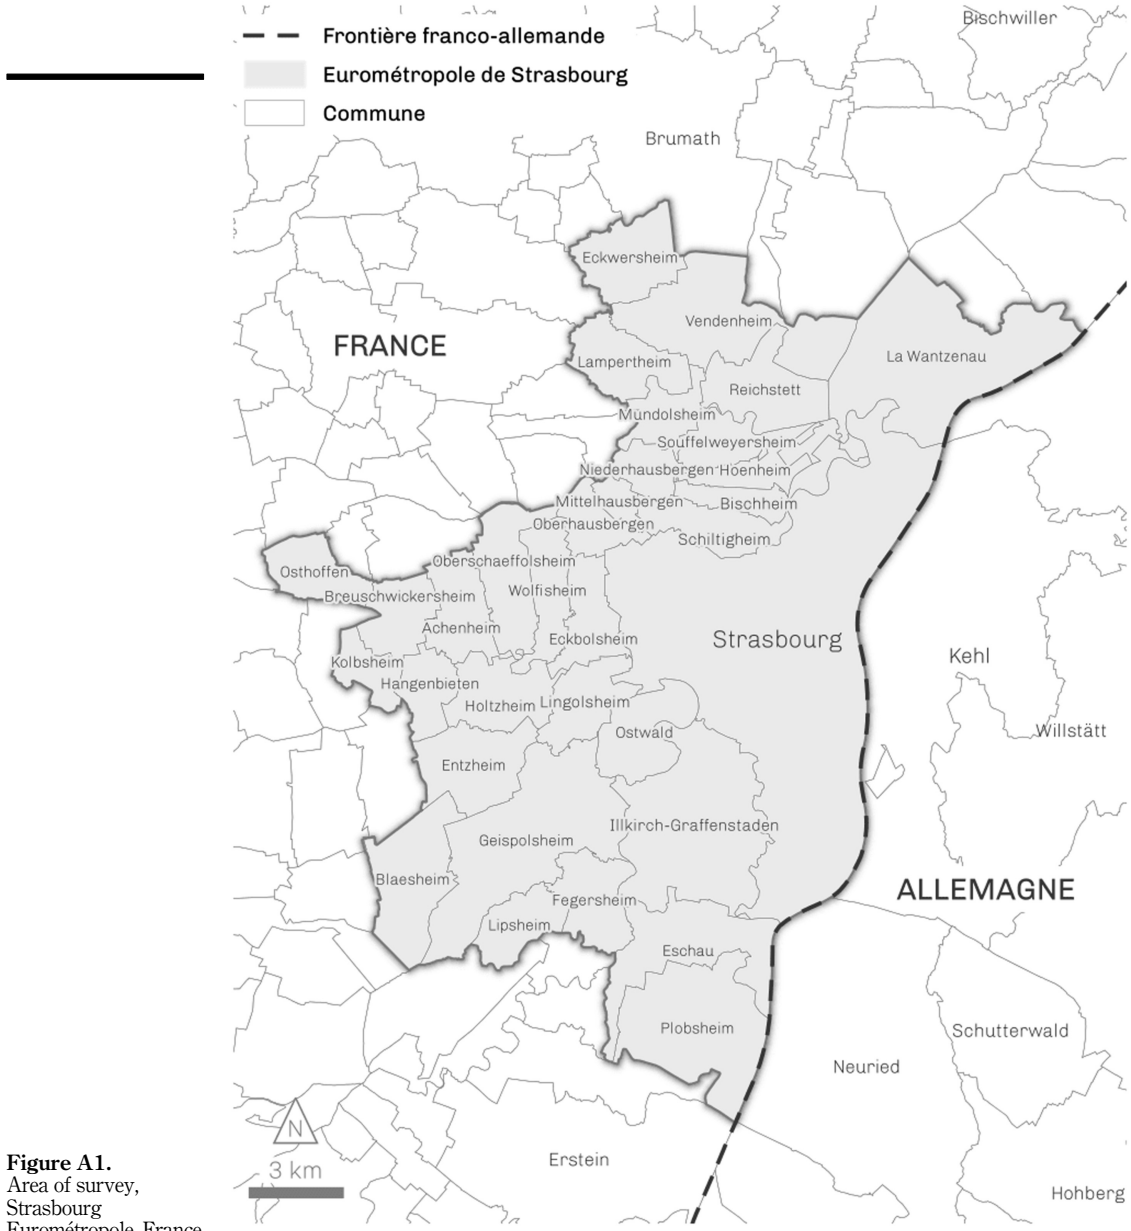 Frontière franco-allemande
Eurométropole de Strasbourg
Commune
Bischwiller
Brumath
Eckwersheim
Vendenheim
FRANCE
La Wantzenau
Lampertheim
Reichstett
Mundolsheim
Souffelweyersheim
Niederhausbergen
Hoenheim
Mittelhausbergen
Bischheim
Oberhausbergen
Schiltigheim
Oberschaeffolsheim
Osthoffen
Wolfisheim
Breuschwickersheim
Achenheim
Eckbolsheim
Strasbourg
Kehl
Kolbsheim
Hangenbieten
Holtzheim
Lingolsheim
Ostwald
Willstätt
Entzheim
Illkirch-Graffenstaden
Geispolsheim
Blaesheim
ALLEMAGNE
Fegersheim
Lipsheim
Eschau
Plobsheim
Schutterwald
Neuried
N
3 km
Erstein
Hohberg
Figure A1.
Area of survey,
Strasbourg
Eurométropole, France